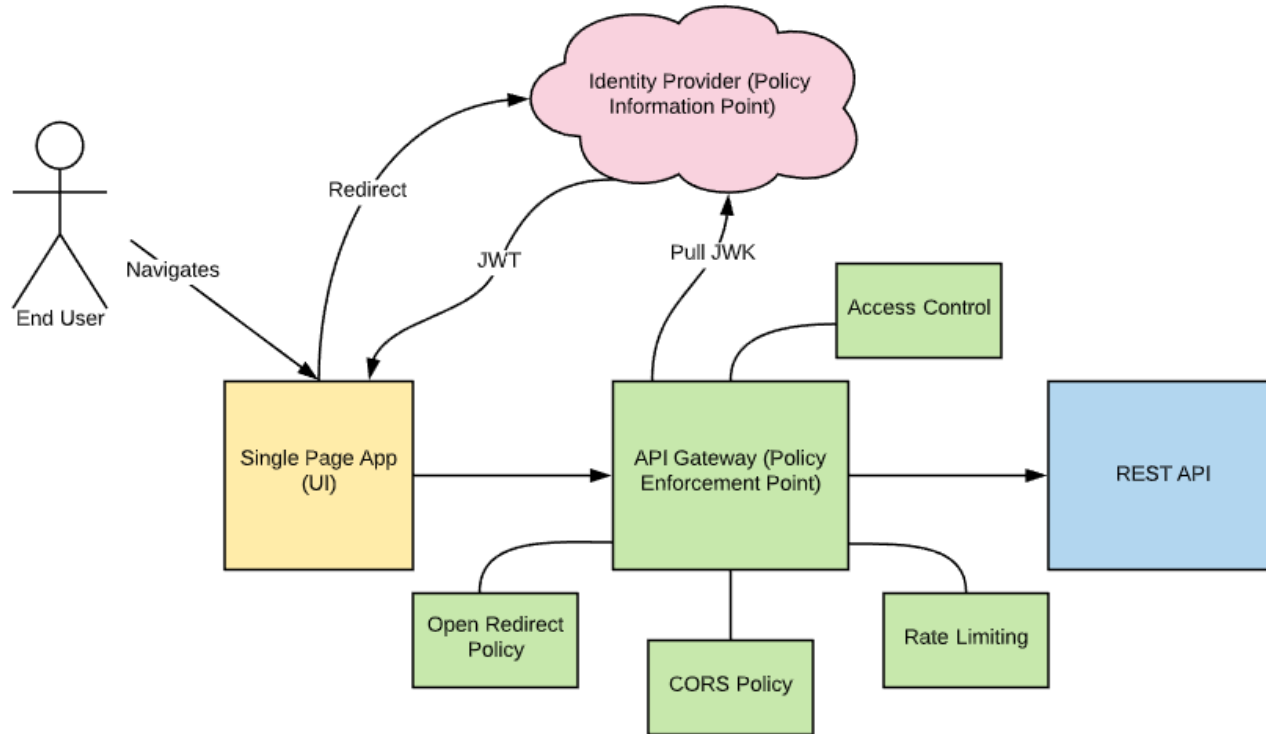 Identity Provider (Policy
Information Point)
Redirect
JWT
Pull JWK
Navigates
End User
Access Control
Single Page App
(UI)
API Gateway (Policy
Enforcement Point)
REST API
Open Redirect
Policy
CORS Policy
Rate Limiting